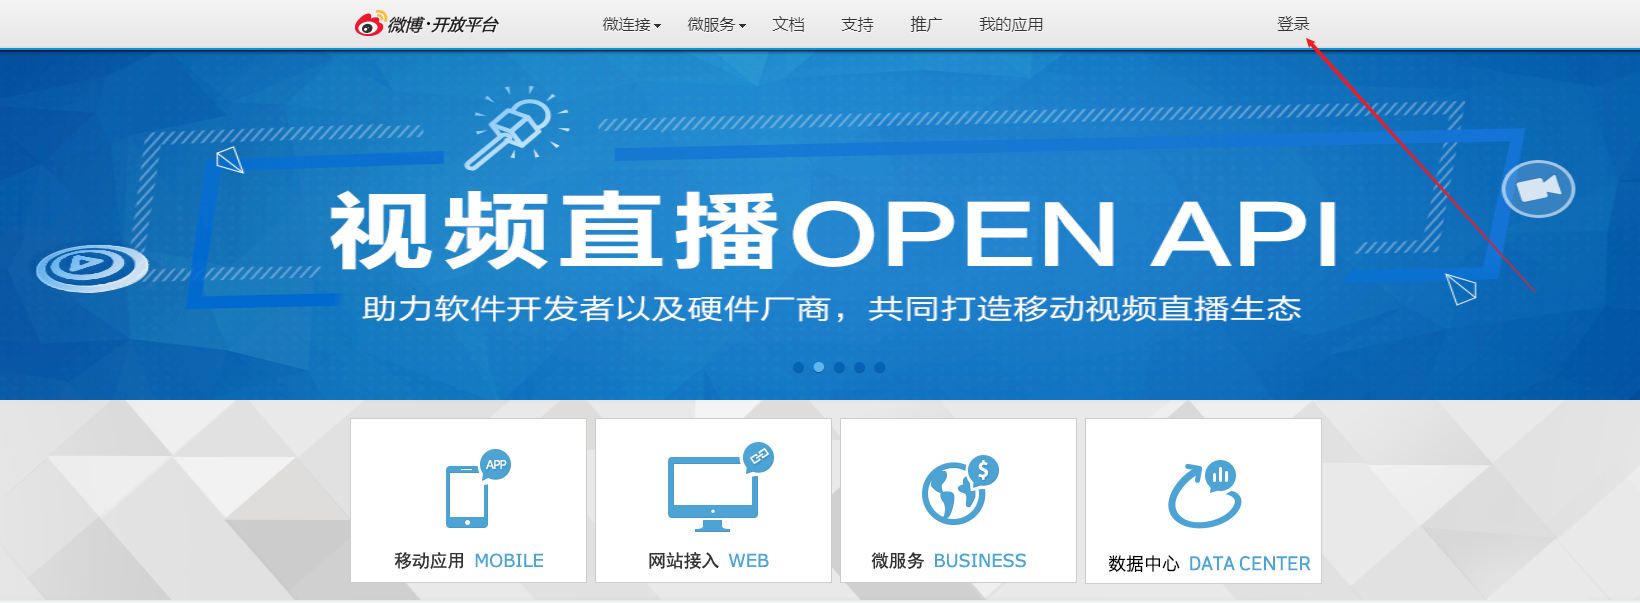 微博·开放平台 微连接 微服务 文档 支持 推广 我的应用 登录
视频直播OPEN API
助力软件开发者以及硬件厂商，共同打造移动视频直播生态
APP
$
移动应用 MOBILE 网站接入 WEB 微服务 BUSINESS 数据中心 DATA CENTER